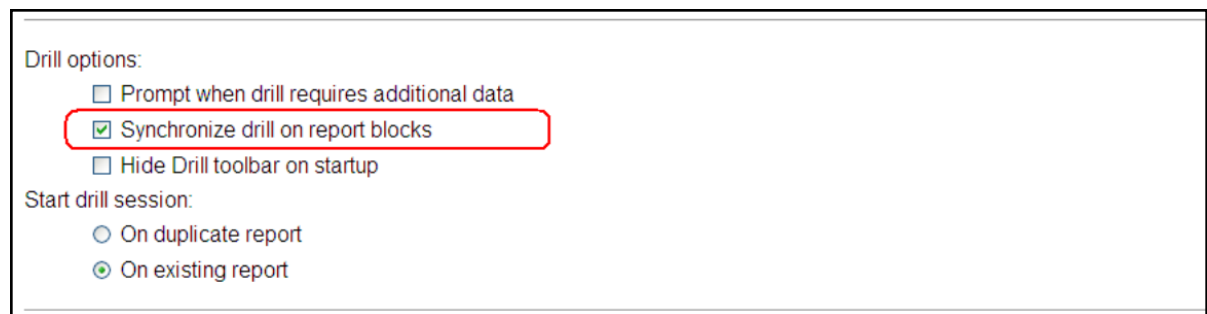 Drill options:
Prompt when drill requires additional data
Synchronize drill on report blocks
Hide Drill toolbar on startup
Start drill session:
On duplicate report
On existing report